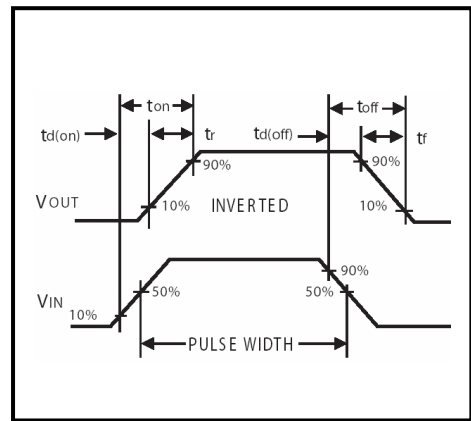 ton
toff
td(on)
tr
td(off)
tf
90%
90%
VOUT
10%
INVERTED
10%
90%
VIN
10%
50%
50%
PULSE WIDTH